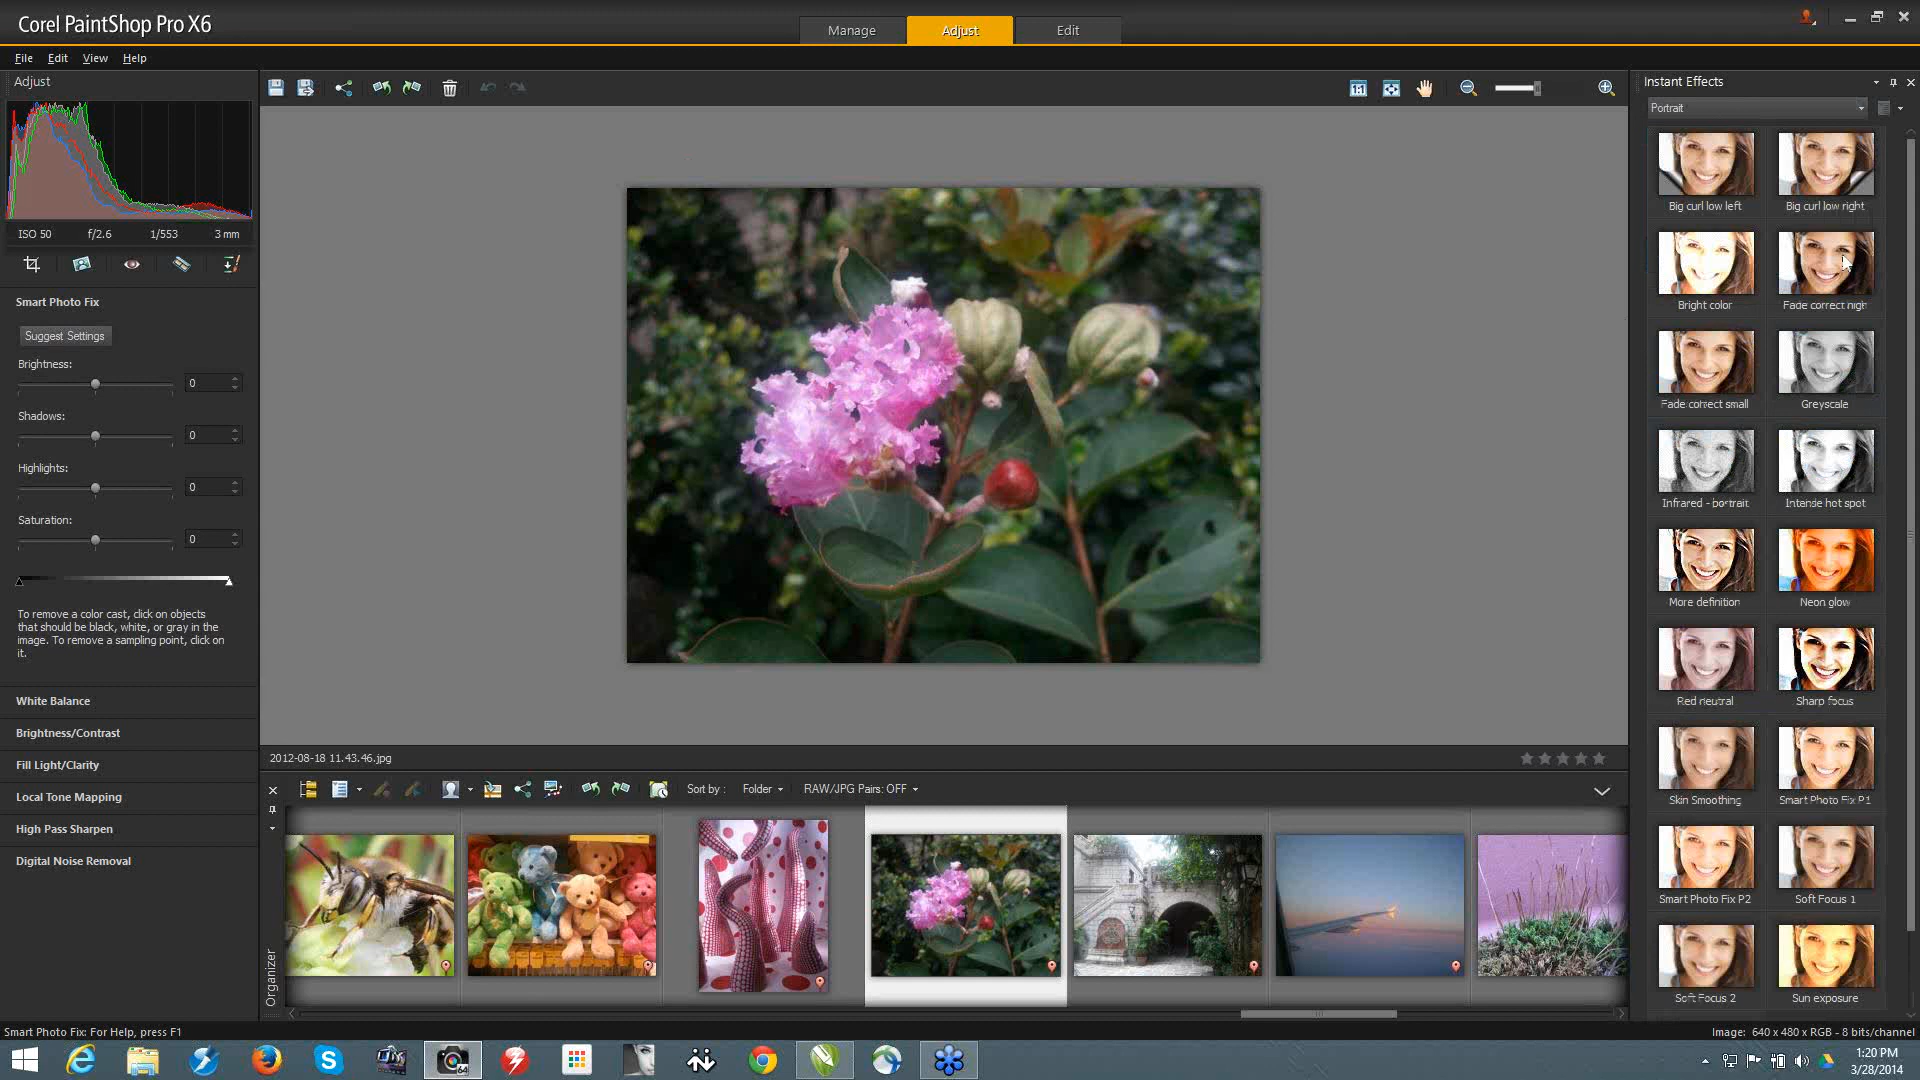 Corel PaintShop Pro X6
Manage
Adjust
Edit
File Edit View Help
Adjust
ISO 50 f/2.6 1/553 3 mm
Smart Photo Fix
Suggest Settings
Brightness:
0
Shadows:
0
Highlights:
0
Saturation:
0
To remove a color cast, click on objects
that should be black, white, or gray in the
image. To remove a sampling point, click on
it.
White Balance
Brightness/Contrast
Fill Light/Clarity
Local Tone Mapping
High Pass Sharpen
Digital Noise Removal
1:1
2012-08-18 11.43.46.jpg
Sort by : Folder RAW/JPG Pairs: OFF
Organizer
Instant Effects
Portrait
Big curl low left Big curl low right
Bright color Fade correct high
Fade correct small Greyscale
Infrared - portrait Intense hot spot
More definition Neon glow
Red neutral Sharp focus
Skin Smoothing Smart Photo Fix P1
Smart Photo Fix P2 Soft Focus 1
Soft Focus 2 Sun exposure
Smart Photo Fix: For Help, press F1
Image: 640 x 480 x RGB - 8 bits/channel
64
1:20 PM
3/28/2014